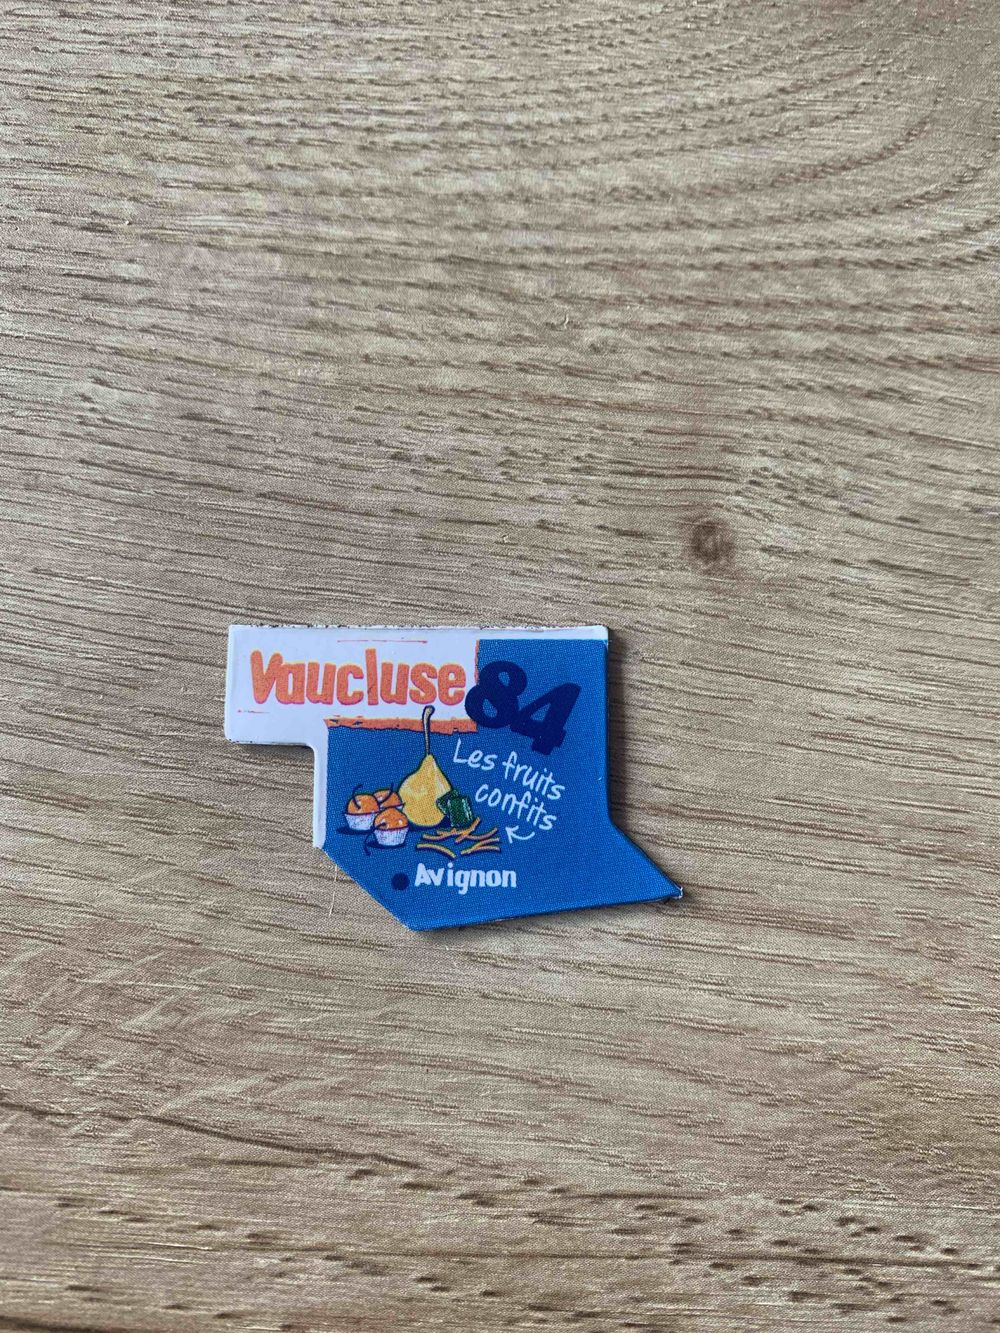 Vaucluse
84
Les fruits
confits
Avignon